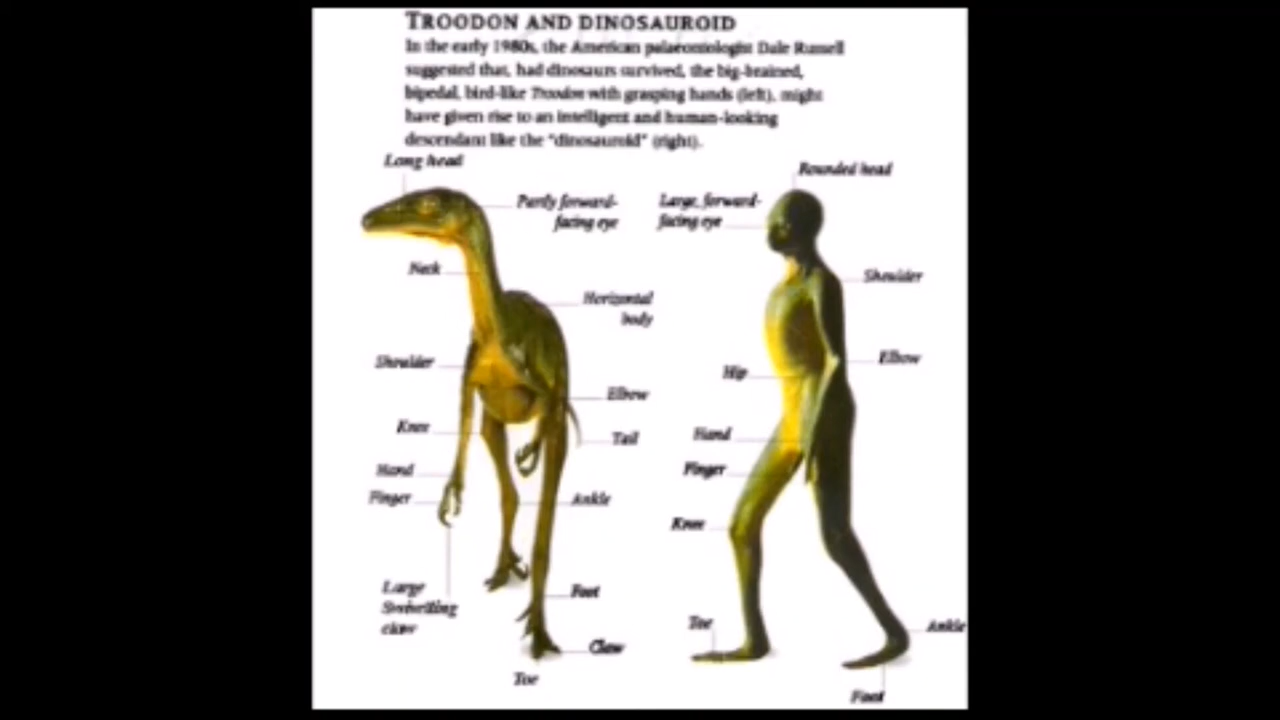 TROODON AND DINOSAUROID
In the early 1980s, the American palaeontologist Dale Russell
suggested that, had dinosaurs survived, the big-brained,
bipedal, bird-like Troodon with grasping hands (left), might
have given rise to an intelligent and human-looking
descendant like the "dinosauroid" (right).
Long head
Partly forward-
facing eye
Neck
Horizontal
body
Shoulder
Elbow
Knee
Tail
Hand
Finger
Ankle
Large
Swivelling
claw
Foot
Claw
Toe
Rounded head
Large, forward-
facing eye
Shoulder
Elbow
Hip
Hand
Finger
Knee
Toe
Ankle
Foot